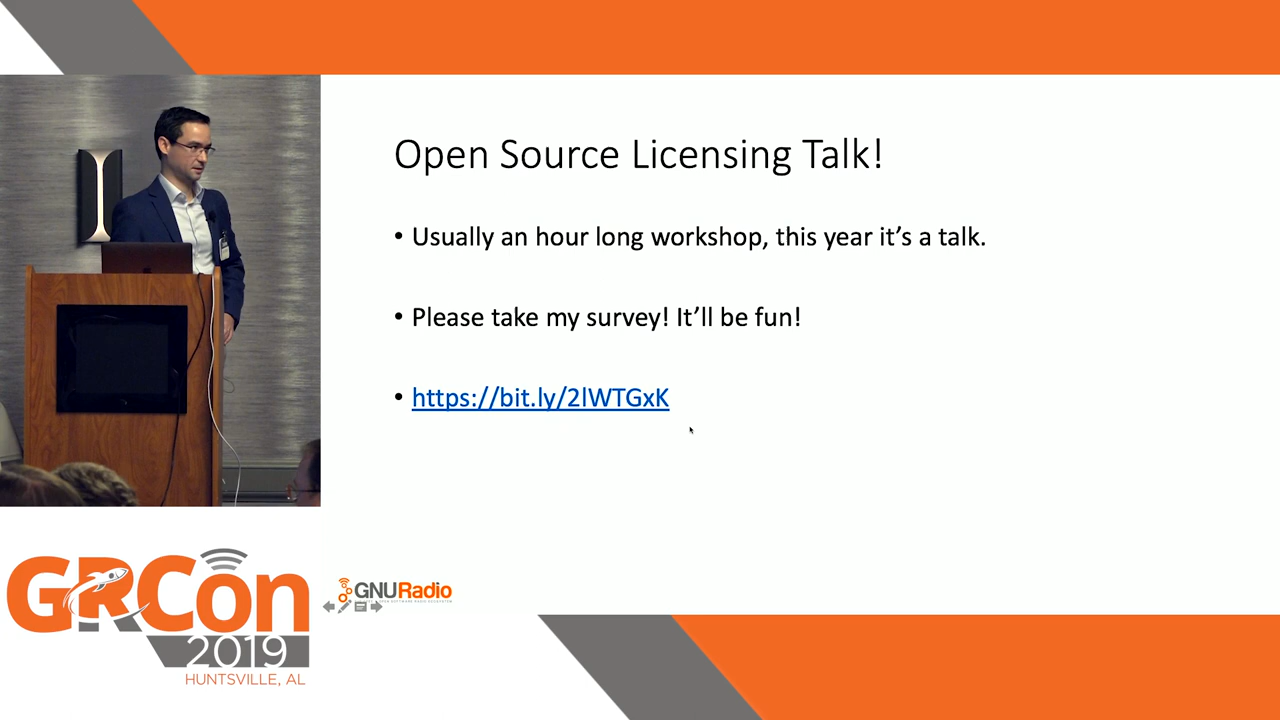 Open Source Licensing Talk!
• Usually an hour long workshop, this year it’s a talk.
• Please take my survey! It’ll be fun!
• https://bit.ly/2lWTGxK
GRCon
2019
HUNTSVILLE, AL
GNURadio